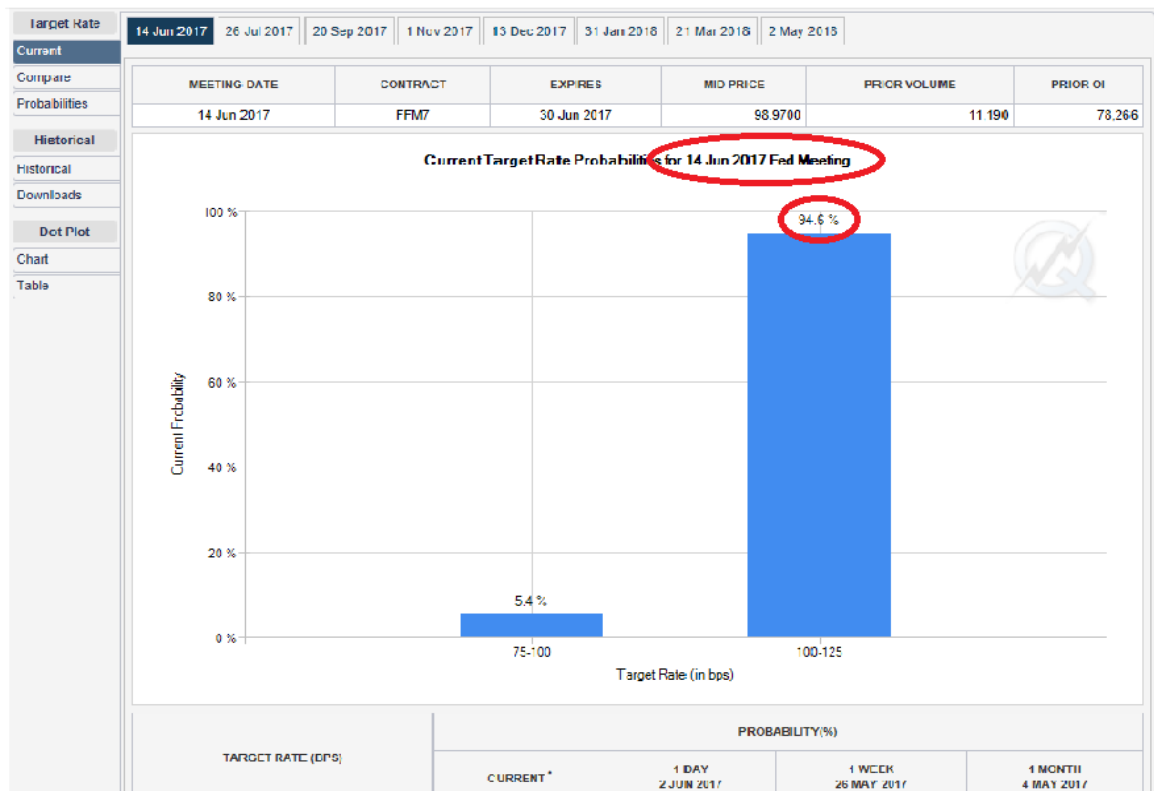 Target Rate
Current
Compare
Probabilities
Historical
Historical
Downloads
Dot Plot
Chart
Table
14 Jun 2017 26 Jul 2017 20 Sep 2017 1 Nov 2017 13 Dec 2017 31 Jan 2018 21 Mar 2018 2 May 2018
MEETING DATE CONTRACT EXPIRES MID PRICE PRIOR VOLUME PRIOR OI
14 Jun 2017 FFM7 30 Jun 2017 98.9700 11,190 78,266
Current Target Rate Probabilities for 14 Jun 2017 Fed Meeting
100 %
94.6 %
80 %
60 %
Current Probability
40 %
20 %
5.4 %
0 %
75-100 100-125
Target Rate (in bps)
TARGET RATE (BPS) PROBABILITY(%)
CURRENT* 1 DAY 1 WEEK 1 MONTH
2 JUN 2017 26 MAY 2017 4 MAY 2017